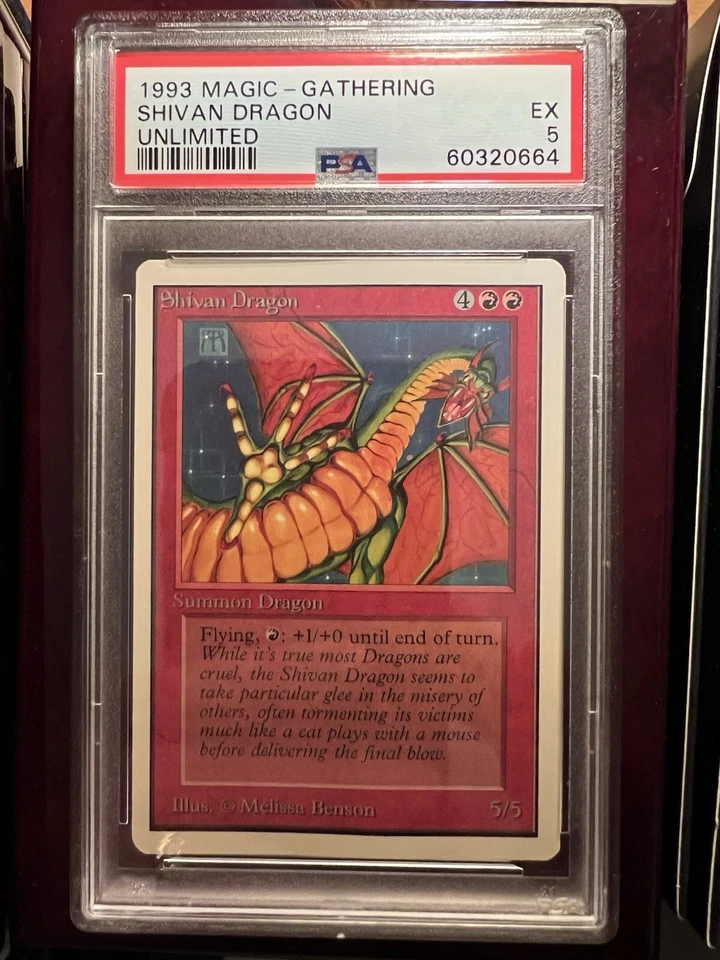 1993 MAGIC - GATHERING
SHIVAN DRAGON EX
UNLIMITED 5
PSA 60320664
Shivan Dragon 4
Summon Dragon
Flying, : +1/+0 until end of turn.
While it's true most Dragons are
cruel, the Shivan Dragon seems to
take particular glee in the misery of
others, often tormenting its victims
much like a cat plays with a mouse
before delivering the final blow.
Illus. © Melissa Benson 5/5